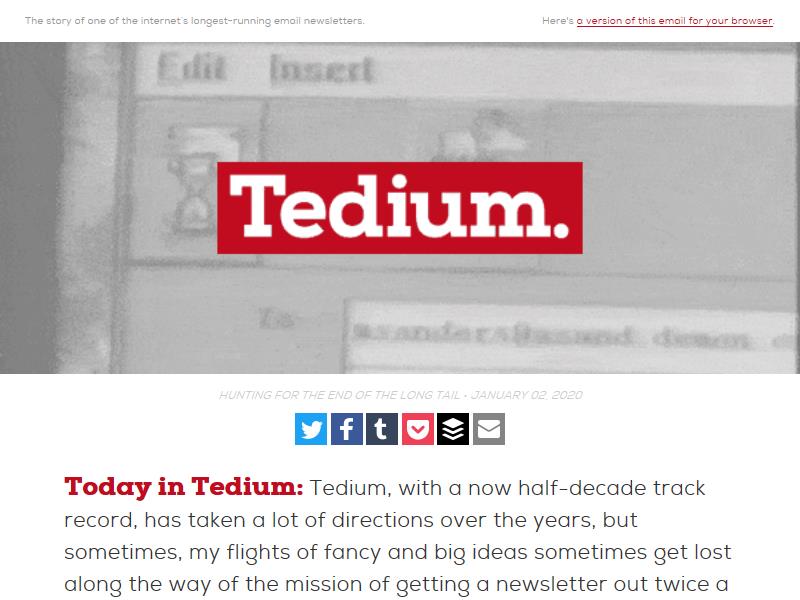 The story of one of the internet's longest-running email newsletters.
Here's a version of this email for your browser.
Edit Insert
Tedium.
To
HUNTING FOR THE END OF THE LONG TAIL • JANUARY 02, 2020
Today in Tedium: Tedium, with a now half-decade track
record, has taken a lot of directions over the years, but
sometimes, my flights of fancy and big ideas sometimes get lost
along the way of the mission of getting a newsletter out twice a